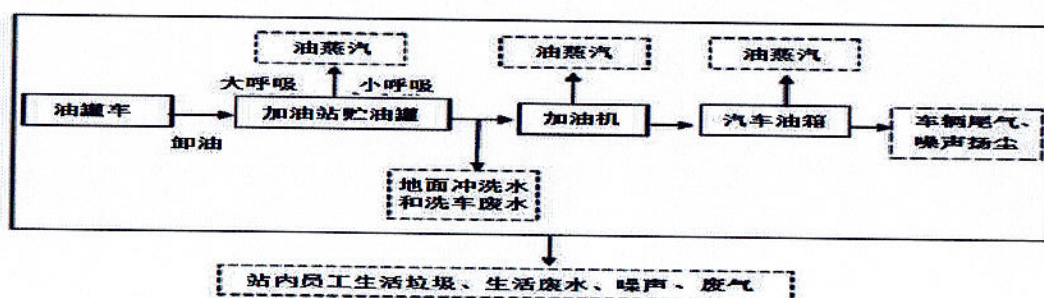 油蒸汽
油蒸汽
油蒸汽
大呼吸
小呼吸
油罐车
加油站贮油罐
加油机
汽车油箱
车辆尾气、
噪声扬尘
卸油
地面冲洗水
和洗车废水
站内员工生活垃圾、生活废水、噪声、废气